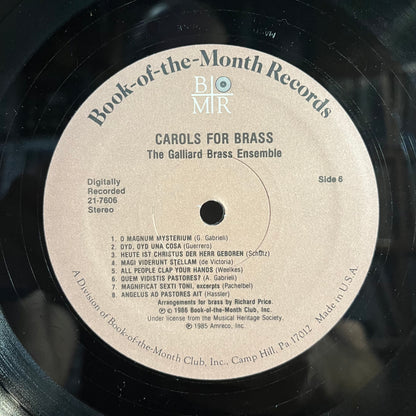 Book-of-the-Month Records
BO
MR
CAROLS FOR BRASS
The Galliard Brass Ensemble
Digitally
Recorded
21-7606
Stereo
Side 6
1. O MAGNUM MYSTERIUM (G. Gabrieli)
2. OYD, OYD UNA COSA (Guerrero)
3. HEUTE IST CHRISTUS DER HERR GEBOREN (Schutz)
4. MAGI VIDERUNT STELLAM (de Victoria)
5. ALL PEOPLE CLAP YOUR HANDS (Weelkes)
6. QUEM VIDISTIS PASTORES? (A. Gabrieli)
7. MAGNIFICAT SEXTI TONI, excerpts (Pachelbel)
8. ANGELUS AD PASTORES AIT (Hassler)
Arrangements for brass by Richard Price.
℗ © 1986 Book-of-the-Month Club, Inc.
Under license from the Musical Heritage Society.
℗ 1985 Amreco, Inc.
A Division of Book-of-the-Month Club, Inc., Camp Hill, Pa 17012 Made in U.S.A.